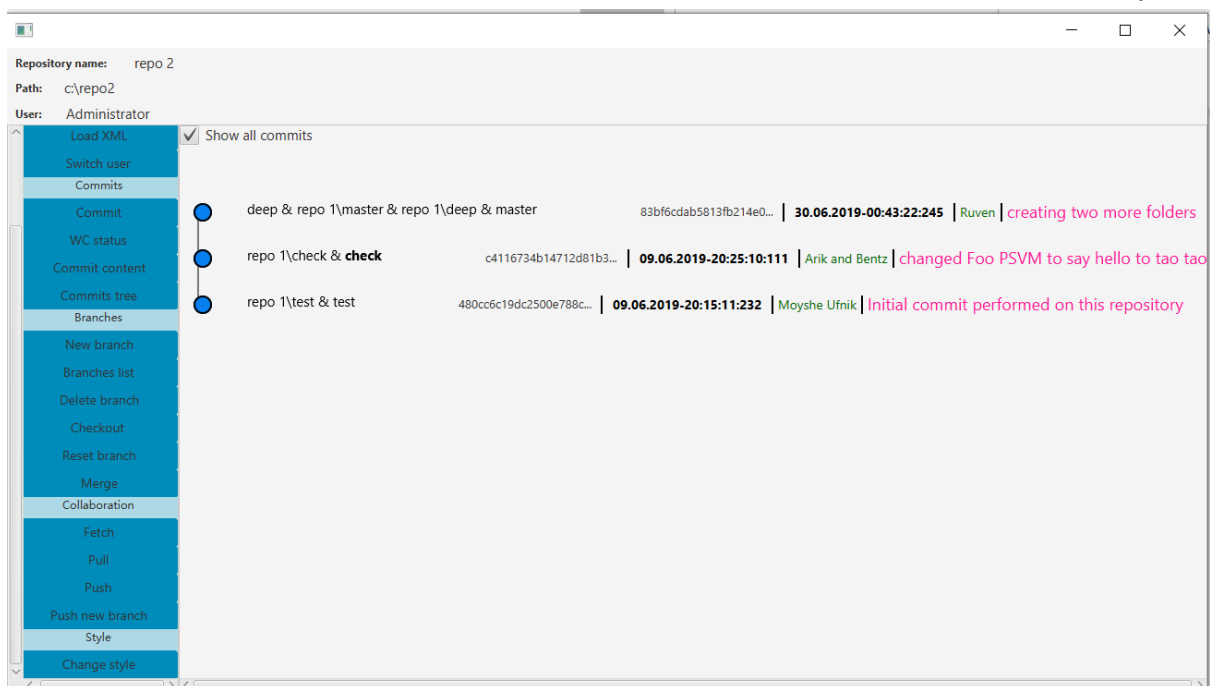 Repository name: repo 2
Path: c:\repo2
User: Administrator
Load XML
Switch user
Commits
Commit
WC status
Commit content
Commits tree
Branches
New branch
Branches list
Delete branch
Checkout
Reset branch
Merge
Collaboration
Fetch
Pull
Push
Push new branch
Style
Change style
Show all commits
deep & repo 1\master & repo 1\deep & master 83bf6cdab5813fb214e0... | 30.06.2019-00:43:22:245 | Ruven | creating two more folders
repo 1\check & check c4116734b14712d81b3... | 09.06.2019-20:25:10:111 | Arik and Bentz | changed Foo PSVM to say hello to tao tao
repo 1\test & test 480cc6c19dc2500e788c... | 09.06.2019-20:15:11:232 | Moyshe Ufnik | Initial commit performed on this repository